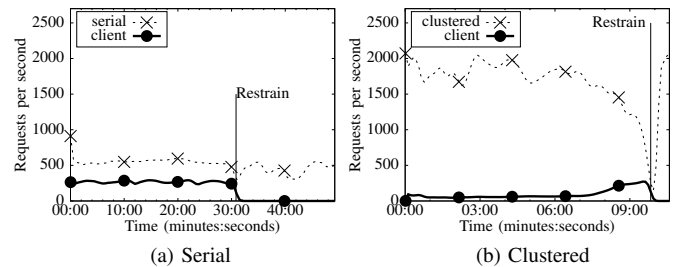 2500
2000
1500
1000
500
0
Requests per second
serial
client
Restrain
00:00 10:00 20:00 30:00 40:00
Time (minutes:seconds)
(a) Serial
2500
2000
1500
1000
500
0
Requests per second
clustered
client
Restrain
00:00 03:00 06:00 09:00
Time (minutes:seconds)
(b) Clustered